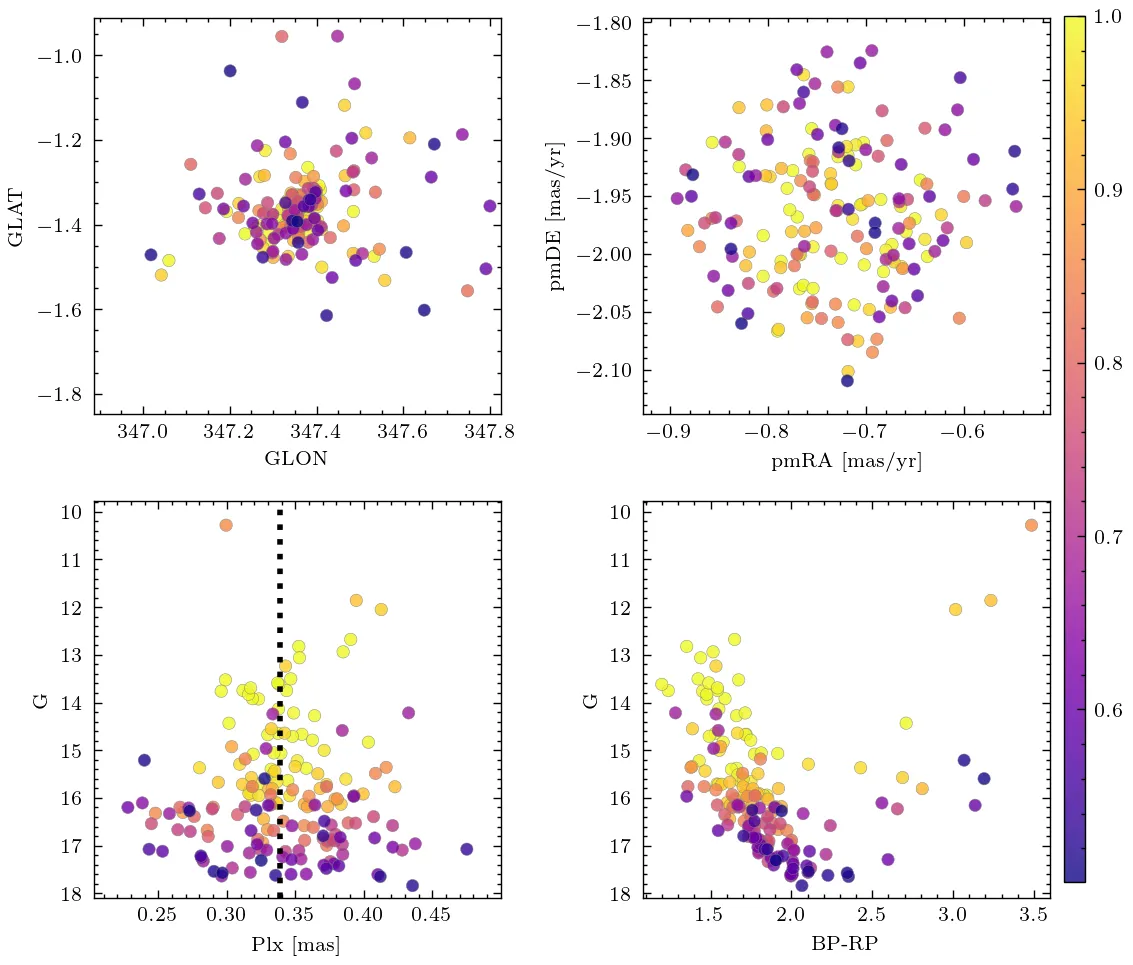 −1.0
−1.2
−1.4
−1.6
−1.8
GLAT
347.0 347.2 347.4 347.6 347.8
GLON
−1.80
−1.85
−1.90
−1.95
−2.00
−2.05
−2.10
pmDE [mas/yr]
−0.9 −0.8 −0.7 −0.6
pmRA [mas/yr]
10
11
12
13
14
15
16
17
18
G
0.25 0.30 0.35 0.40 0.45
Plx [mas]
10
11
12
13
14
15
16
17
18
G
1.5 2.0 2.5 3.0 3.5
BP-RP
1.0
0.9
0.8
0.7
0.6